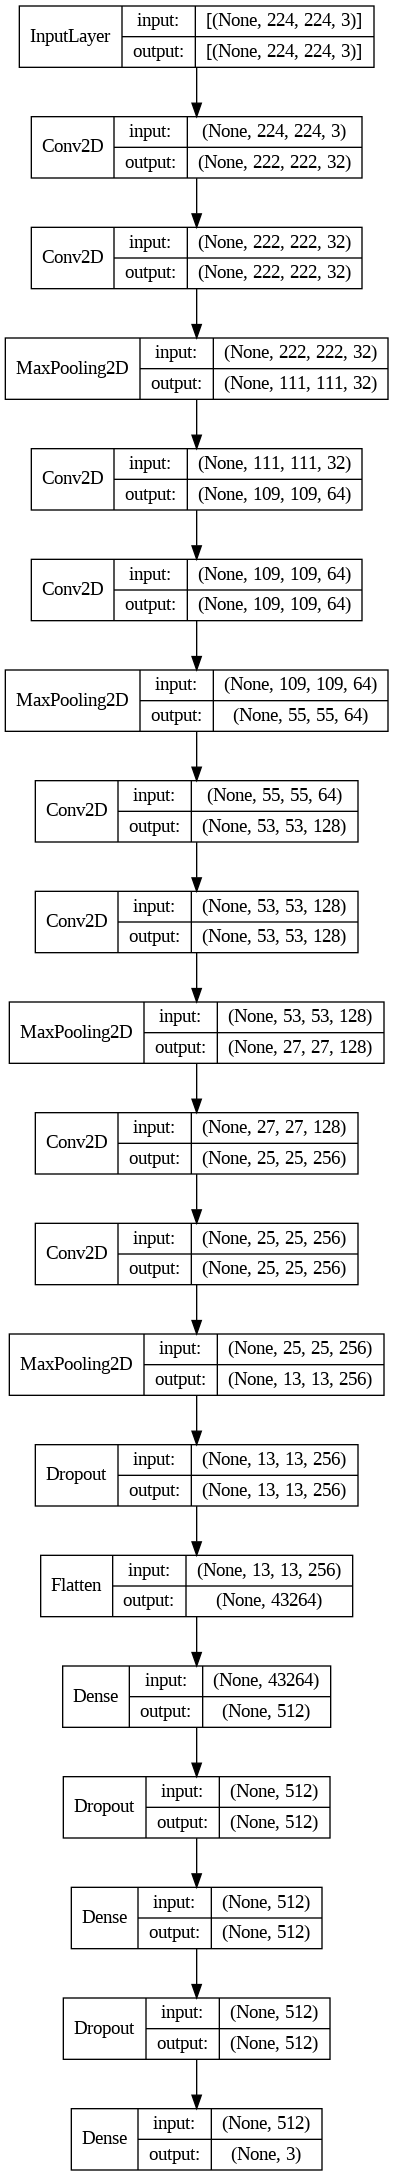 InputLayer input: [(None, 224, 224, 3)]
output: [(None, 224, 224, 3)]
Conv2D input: (None, 224, 224, 3)
output: (None, 222, 222, 32)
Conv2D input: (None, 222, 222, 32)
output: (None, 222, 222, 32)
MaxPooling2D input: (None, 222, 222, 32)
output: (None, 111, 111, 32)
Conv2D input: (None, 111, 111, 32)
output: (None, 109, 109, 64)
Conv2D input: (None, 109, 109, 64)
output: (None, 109, 109, 64)
MaxPooling2D input: (None, 109, 109, 64)
output: (None, 55, 55, 64)
Conv2D input: (None, 55, 55, 64)
output: (None, 53, 53, 128)
Conv2D input: (None, 53, 53, 128)
output: (None, 53, 53, 128)
MaxPooling2D input: (None, 53, 53, 128)
output: (None, 27, 27, 128)
Conv2D input: (None, 27, 27, 128)
output: (None, 25, 25, 256)
Conv2D input: (None, 25, 25, 256)
output: (None, 25, 25, 256)
MaxPooling2D input: (None, 25, 25, 256)
output: (None, 13, 13, 256)
Dropout input: (None, 13, 13, 256)
output: (None, 13, 13, 256)
Flatten input: (None, 13, 13, 256)
output: (None, 43264)
Dense input: (None, 43264)
output: (None, 512)
Dropout input: (None, 512)
output: (None, 512)
Dense input: (None, 512)
output: (None, 512)
Dropout input: (None, 512)
output: (None, 512)
Dense input: (None, 512)
output: (None, 3)